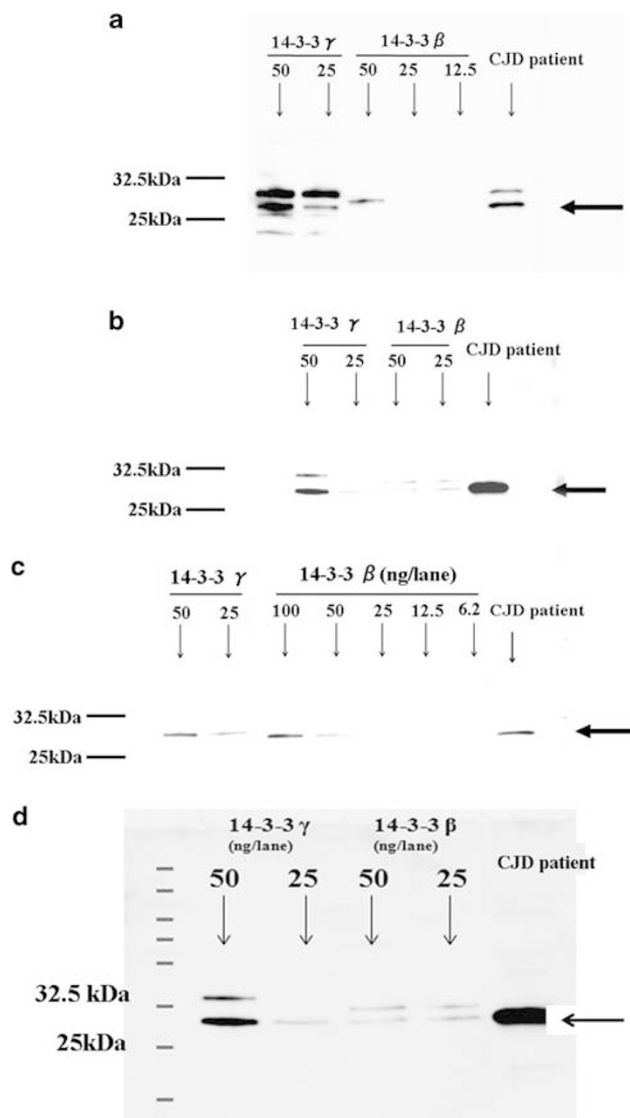 a
14-3-3 γ 14-3-3 β
CJD patient
50 25 50 25 12.5
32.5kDa
25kDa
b
14-3-3 γ 14-3-3 β
CJD patient
50 25 50 25
32.5kDa
25kDa
c
14-3-3 γ 14-3-3 β (ng/lane)
50 25 100 50 25 12.5 6.2 CJD patient
32.5kDa
25kDa
d
14-3-3 γ 14-3-3 β
(ng/lane) (ng/lane)
CJD patient
50 25 50 25
32.5 kDa
25kDa